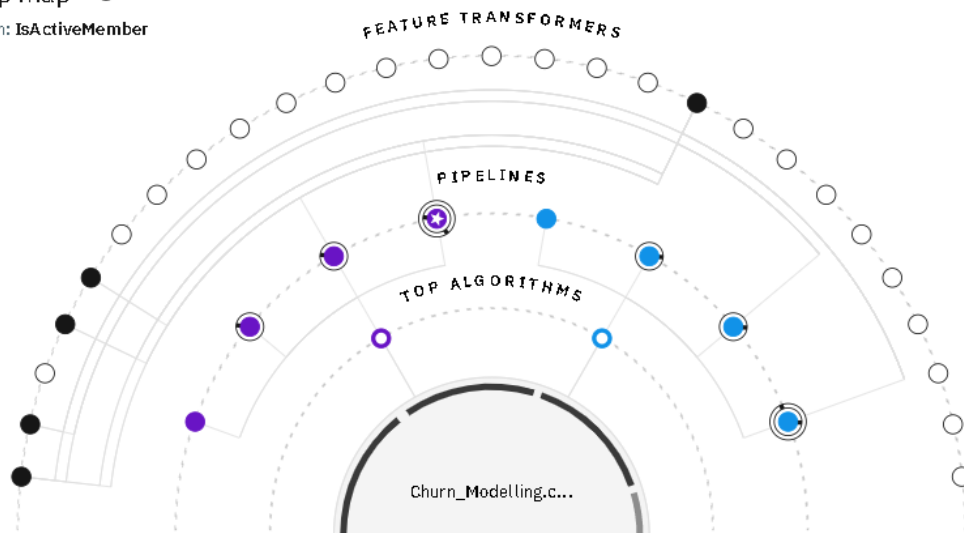 : IsActiveMember
FEATURE TRANSFORMERS
PIPELINES
TOP ALGORITHMS
Churn_Modelling.c...